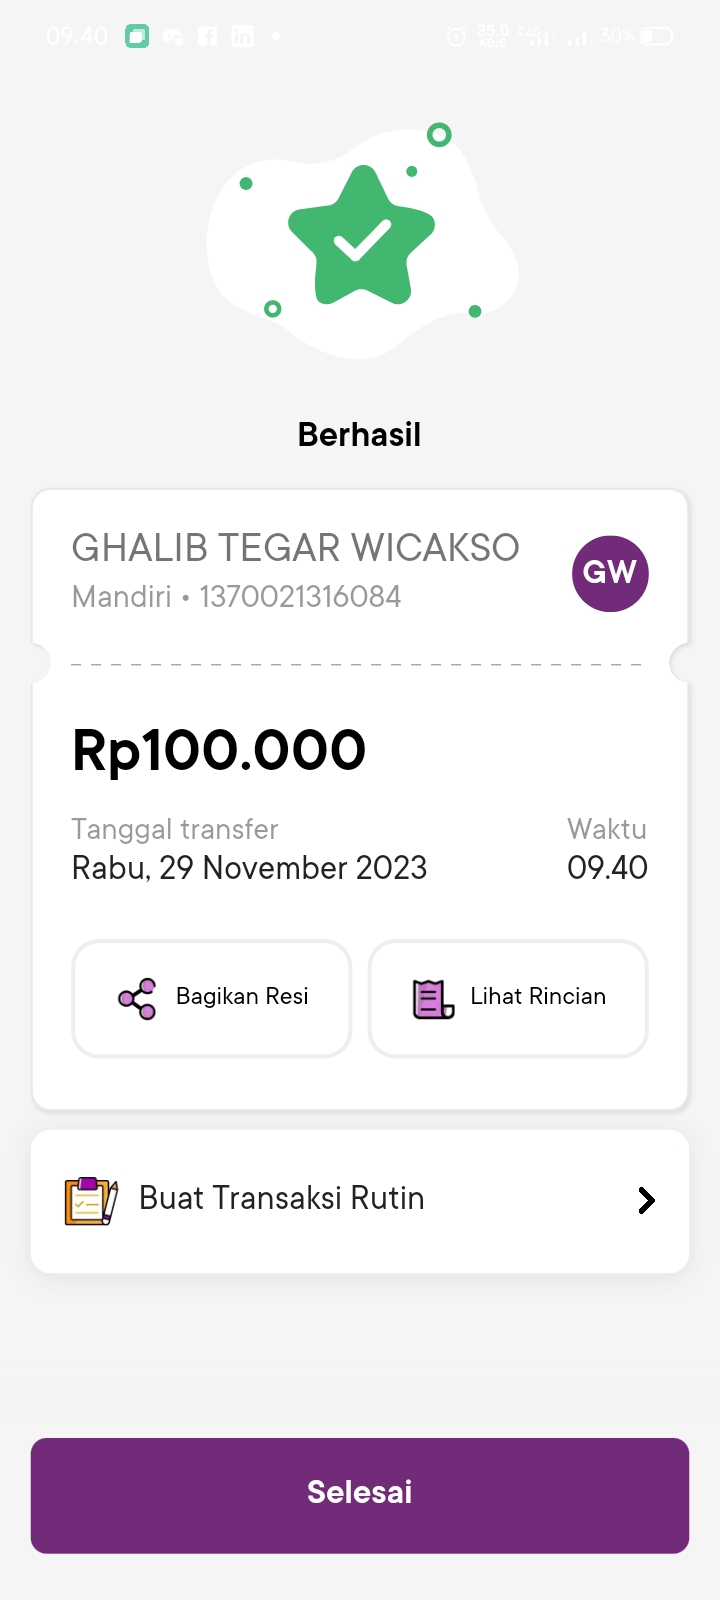 09.40 35.0 KB/S 4G 30%
Berhasil
GHALIB TEGAR WICAKSO
GW
Mandiri • 1370021316084
Rp100.000
Tanggal transfer Waktu
Rabu, 29 November 2023 09.40
Bagikan Resi Lihat Rincian
Buat Transaksi Rutin
Selesai